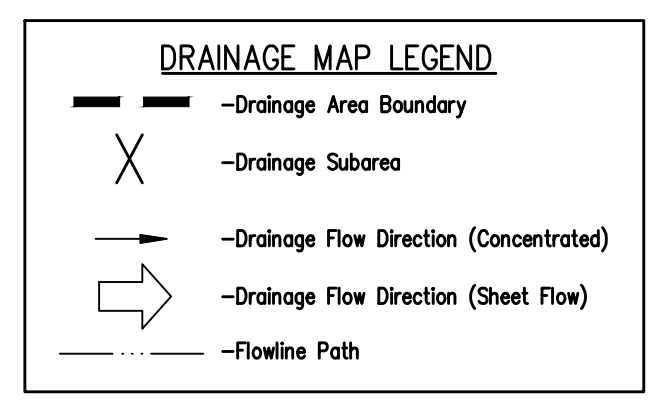 DRAINAGE MAP LEGEND
-Drainage Area Boundary
X -Drainage Subarea
-Drainage Flow Direction (Concentrated)
-Drainage Flow Direction (Sheet Flow)
-Flowline Path